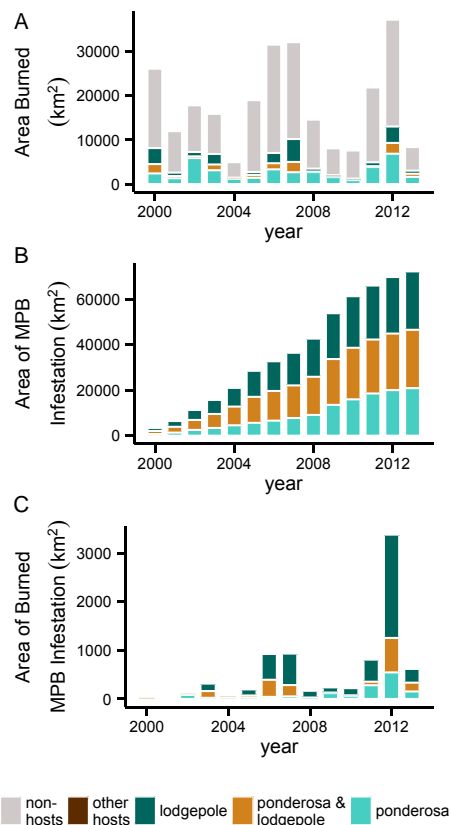 A
Area Burned
(km²)
30000
20000
10000
0
2000 2004 2008 2012
year
B
Area of MPB
Infestation (km²)
60000
40000
20000
0
2000 2004 2008 2012
year
C
Area of Burned
MPB Infestation (km²)
3000
2000
1000
0
2000 2004 2008 2012
year
non-
hosts
other
hosts
lodgepole
ponderosa &
lodgepole
ponderosa